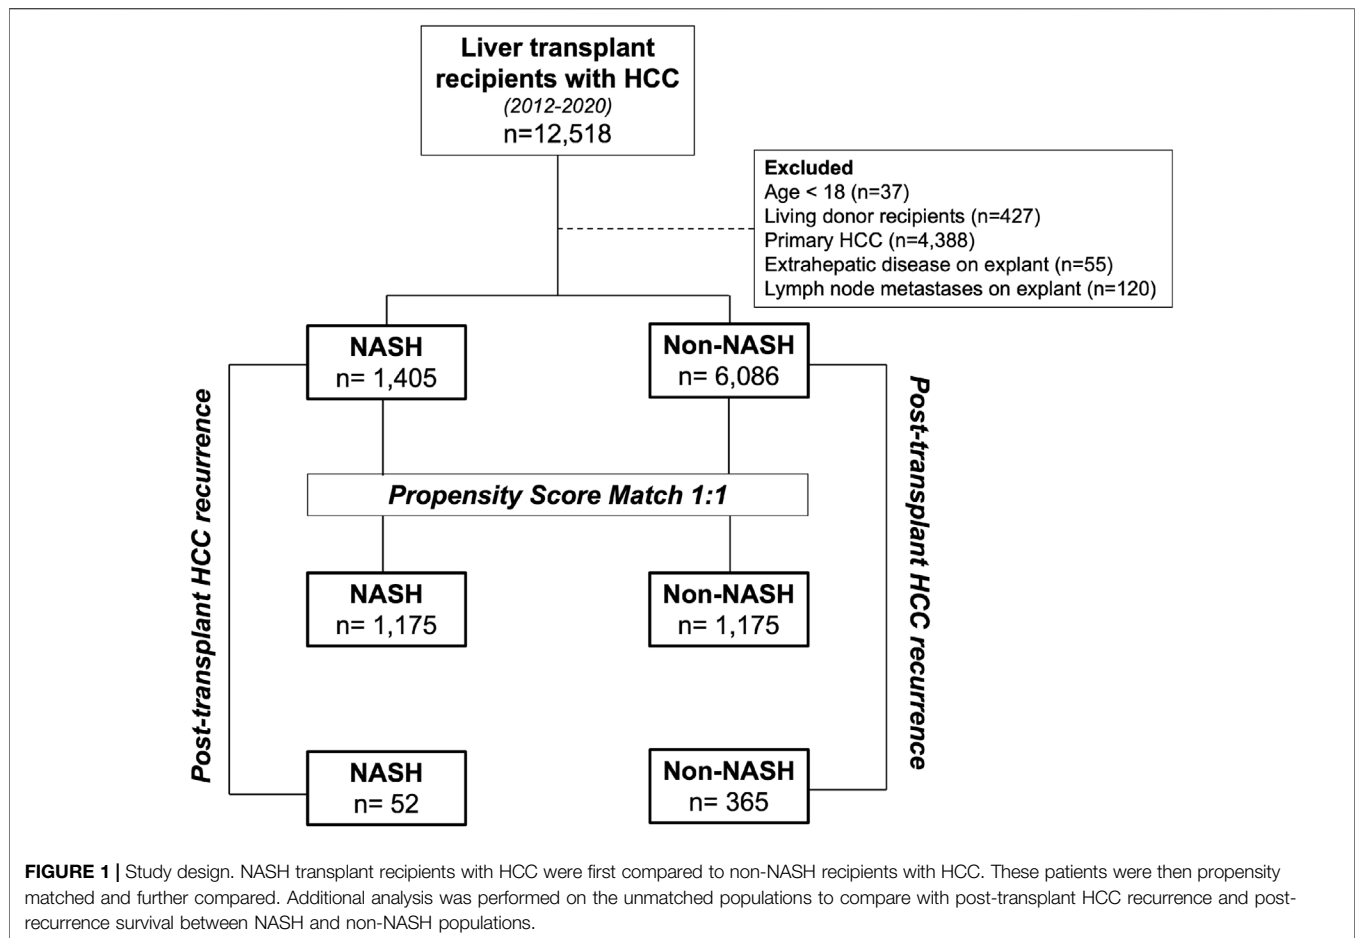 Liver transplant
recipients with HCC
(2012-2020)
n=12,518
Excluded
Age < 18 (n=37)
Living donor recipients (n=427)
Primary HCC (n=4,388)
Extrahepatic disease on explant (n=55)
Lymph node metastases on explant (n=120)
NASH
n= 1,405
Non-NASH
n= 6,086
Post-transplant HCC recurrence
Post-transplant HCC recurrence
Propensity Score Match 1:1
NASH
n= 1,175
Non-NASH
n= 1,175
NASH
n= 52
Non-NASH
n= 365
FIGURE 1 | Study design. NASH transplant recipients with HCC were first compared to non-NASH recipients with HCC. These patients were then propensity
matched and further compared. Additional analysis was performed on the unmatched populations to compare with post-transplant HCC recurrence and post-
recurrence survival between NASH and non-NASH populations.